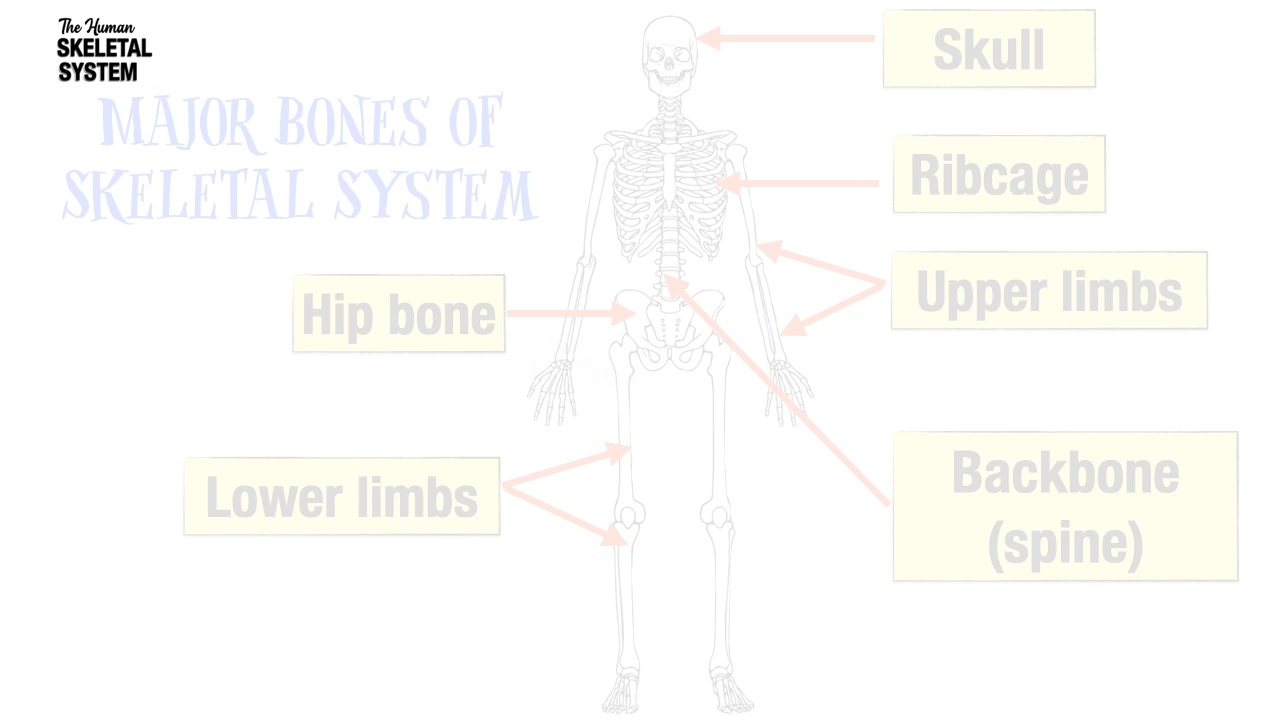 The Human
SKELETAL
SYSTEM
MAJOR BONES OF
SKELETAL SYSTEM
Skull
Ribcage
Upper limbs
Hip bone
Lower limbs
Backbone
(spine)